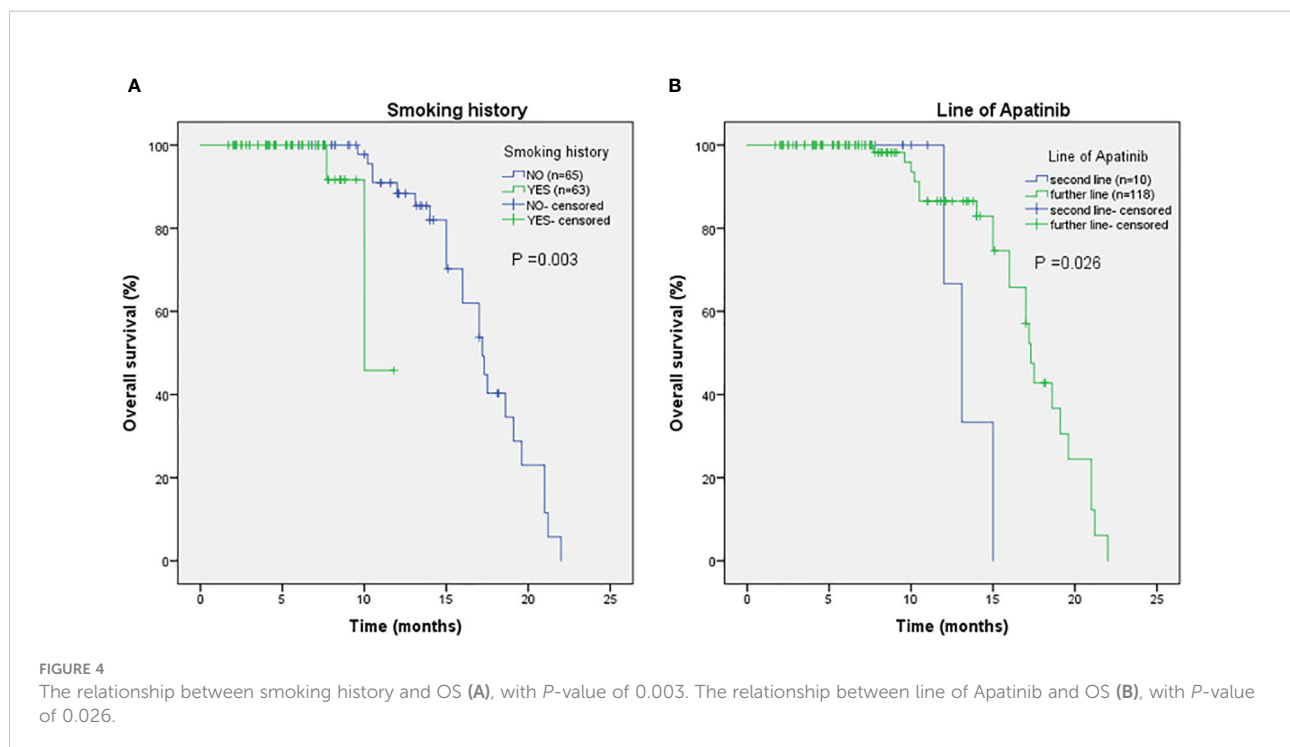 A
Smoking history
Overall survival (%)
100
80
60
40
20
0
Smoking history
NO (n=65)
YES (n=63)
NO- censored
YES- censored
P =0.003
0 5 10 15 20 25
Time (months)
B
Line of Apatinib
Overall survival (%)
100
80
60
40
20
0
Line of Apatinib
second line (n=10)
further line (n=118)
second line- censored
further line- censored
P =0.026
0 5 10 15 20 25
Time (months)
FIGURE 4
The relationship between smoking history and OS (A), with P-value of 0.003. The relationship between line of Apatinib and OS (B), with P-value
of 0.026.